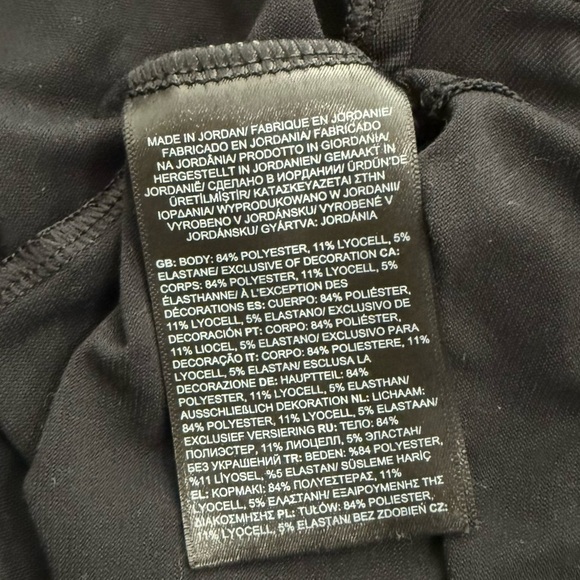 MADE IN JORDAN/ FABRIQUE EN JORDANIE/
FABRICADO EN JORDANIA/ FABRICADO
NA JORDÂNIA/ PRODOTTO IN GIORDANIA/
HERGESTELLT IN JORDANIEN/ GEMAAKT IN
JORDANIË/ СДЕЛАНО В ИОРДАНИИ/ ÜRDÜN'DE
ÜRETİLMİŞTİR/ ΚΑΤΑΣΚΕΥΑΖΕΤΑΙ ΣΤΗΝ
ΙΟΡΔΑΝΙΑ/ WYPRODUKOWANO W JORDANII/
VYROBENO V JORDÁNSKU/ VYROBENÉ V
JORDÁNSKU/ GYÁRTVA: JORDÁNIA
GB: BODY: 84% POLYESTER, 11% LYOCELL, 5%
ELASTANE/ EXCLUSIVE OF DECORATION CA:
CORPS: 84% POLYESTER, 11% LYOCELL, 5%
ÉLASTHANNE/ À L'EXCEPTION DES
DÉCORATIONS ES: CUERPO: 84% POLIÉSTER,
11% LYOCELL, 5% ELASTANO/ EXCLUSIVO DE
DECORACIÓN PT: CORPO: 84% POLIÉSTER,
11% LIOCEL, 5% ELASTANO/ EXCLUSIVO PARA
DECORAÇÃO IT: CORPO: 84% POLIESTERE, 11%
LYOCELL, 5% ELASTAN/ ESCLUSA LA
DECORAZIONE DE: HAUPTTEIL: 84%
POLYESTER, 11% LYOCELL, 5% ELASTHAN/
AUSSCHLIEßLICH DEKORATION NL: LICHAAM:
84% POLYESTER, 11% LYOCELL, 5% ELASTAAN/
EXCLUSIEF VERSIERING RU: ТЕЛО: 84%
ПОЛИЭСТЕР, 11% ЛИОЦЕЛЛ, 5% ЭЛАСТАН/
БЕЗ УКРАШЕНИЙ TR: BEDEN: %84 POLYESTER,
%11 LİYOSEL, %5 ELASTAN/ SÜSLEME HARİÇ
EL: ΚΟΡΜΑΚΙ: 84% ΠΟΛΥΕΣΤΕΡΑΣ, 11%
LYOCELL, 5% ΕΛΑΣΤΑΝΗ/ ΕΞΑΙΡΟΥΜΕΝΗΣ ΤΗΣ
ΔΙΑΚΟΣΜΗΣΗΣ PL: TUŁÓW: 84% POLIESTER,
11% LYOCELL, 5% ELASTAN/ BEZ ZDOBIEŃ CZ: